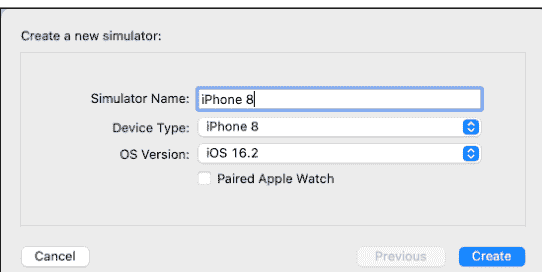 Create a new simulator:
Simulator Name: iPhone 8
Device Type: iPhone 8
OS Version: iOS 16.2
Paired Apple Watch
Cancel Previous Create